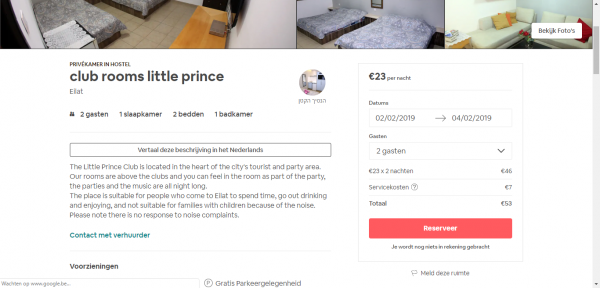 Bekijk Foto's
PRIVÉKAMER IN HOSTEL
club rooms little prince
Eilat
הנסיך הקטן
2 gasten 1 slaapkamer 2 bedden 1 badkamer
Vertaal deze beschrijving in het Nederlands
The Little Prince Club is located in the heart of the city's tourist and party area.
Our rooms are above the clubs and you can feel in the room as part of the party,
the parties and the music are all night long.
The place is suitable for people who come to Eilat to spend time, go out drinking
and enjoying, and not suitable for families with children because of the noise.
Please note there is no response to noise complaints.
Contact met verhuurder
Voorzieningen
Gratis Parkeergelegenheid
€23 per nacht
Datums
02/02/2019 04/02/2019
Gasten
2 gasten
€23 x 2 nachten €46
Servicekosten ? €7
Totaal €53
Reserveer
Je wordt nog niets in rekening gebracht
Meld deze ruimte
Wachten op www.google.be...